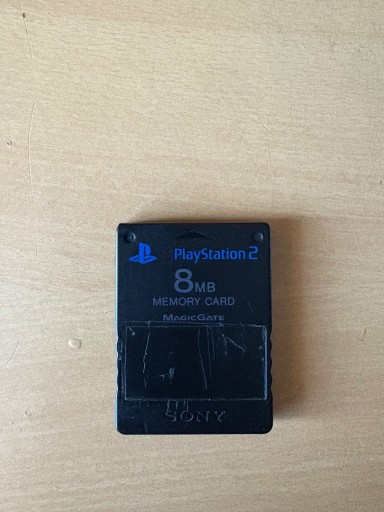 PlayStation 2
8MB
MEMORY CARD
MAGICGATE
SONY